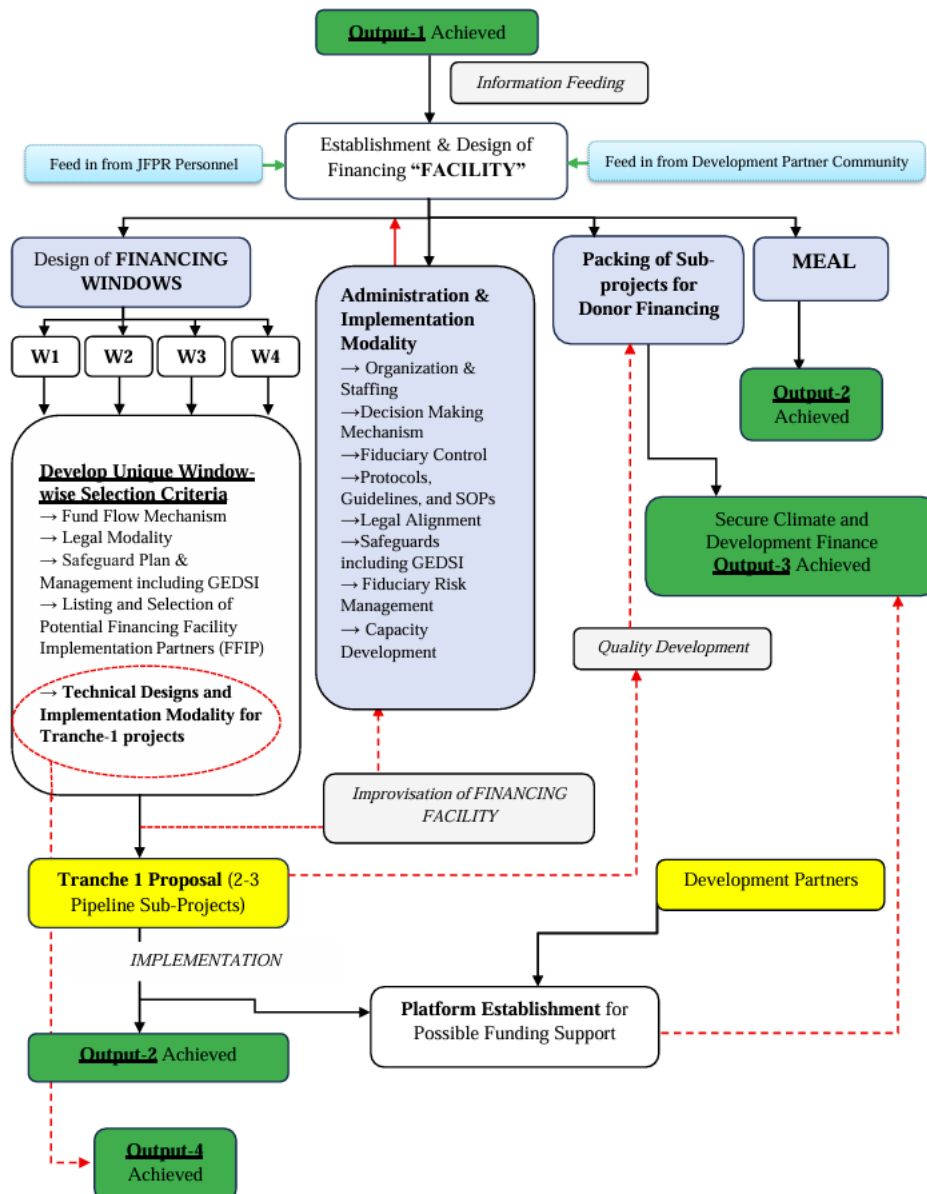 Output-1 Achieved
Information Feeding
Establishment & Design of
Financing “FACILITY”
Feed in from JFPR Personnel
Feed in from Development Partner Community
Design of FINANCING
WINDOWS
W1
W2
W3
W4
Develop Unique Window-
wise Selection Criteria
→ Fund Flow Mechanism
→ Legal Modality
→ Safeguard Plan &
Management including GEDSI
→ Listing and Selection of
Potential Financing Facility
Implementation Partners (FFIP)
→ Technical Designs and
Implementation Modality for
Tranche-1 projects
Administration &
Implementation
Modality
→ Organization &
Staffing
→Decision Making
Mechanism
→Fiduciary Control
→Protocols,
Guidelines, and SOPs
→Legal Alignment
→Safeguards
including GEDSI
→ Fiduciary Risk
Management
→ Capacity
Development
Packing of Sub-
projects for
Donor Financing
MEAL
Output-2
Achieved
Secure Climate and
Development Finance
Output-3 Achieved
Quality Development
Improvisation of FINANCING
FACILITY
Tranche 1 Proposal (2-3
Pipeline Sub-Projects)
Development Partners
IMPLEMENTATION
Platform Establishment for
Possible Funding Support
Output-2 Achieved
Output-4
Achieved